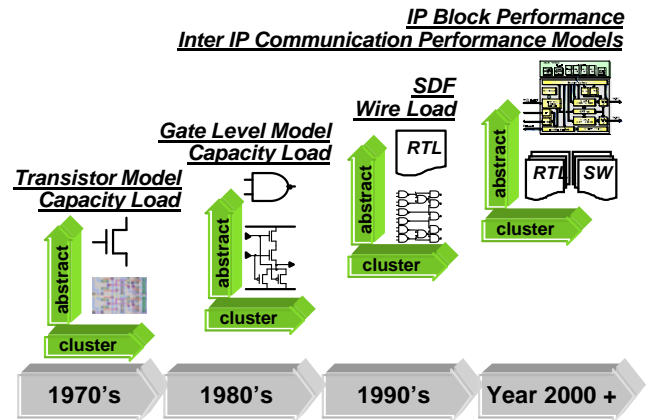 IP Block Performance
Inter IP Communication Performance Models
SDF
Wire Load
Gate Level Model
Capacity Load
Transistor Model
Capacity Load
abstract
cluster
abstract
cluster
abstract
RTL
cluster
abstract
RTL
SW
cluster
1970's
1980's
1990's
Year 2000 +